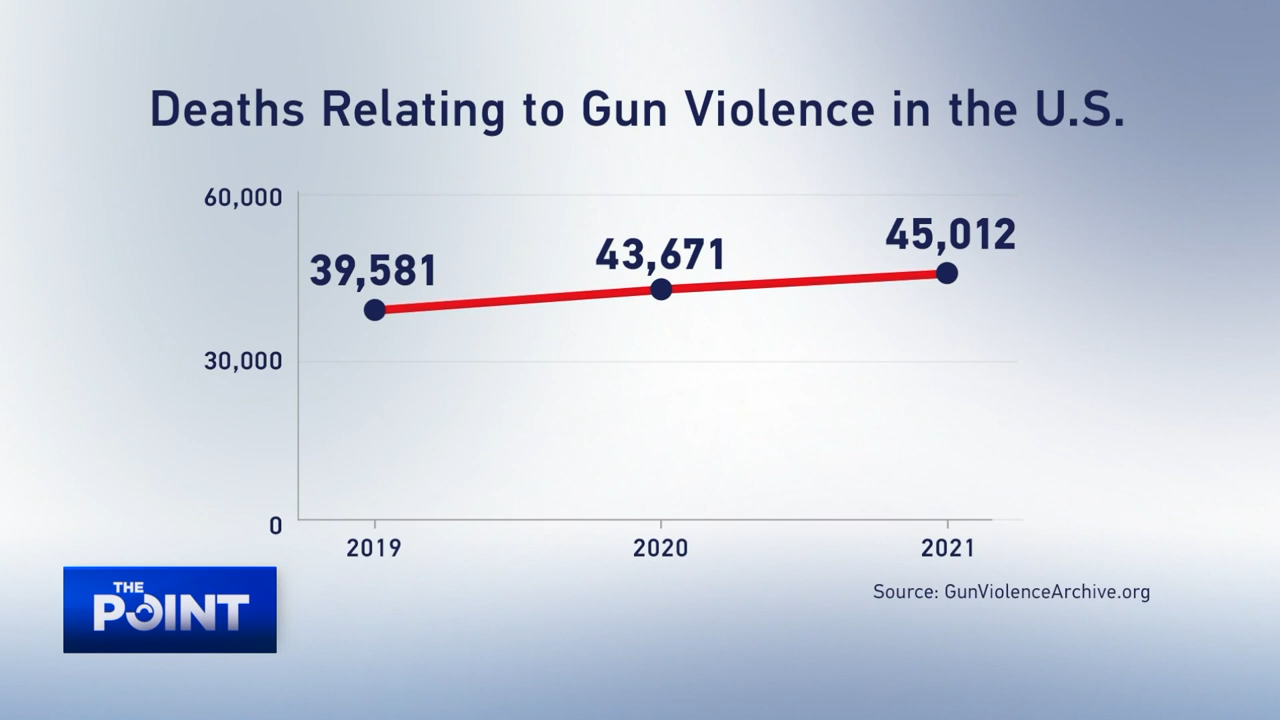 Deaths Relating to Gun Violence in the U.S.
60,000
39,581
43,671
45,012
30,000
0
2019
2020
2021
Source: GunViolenceArchive.org
THE
POINT